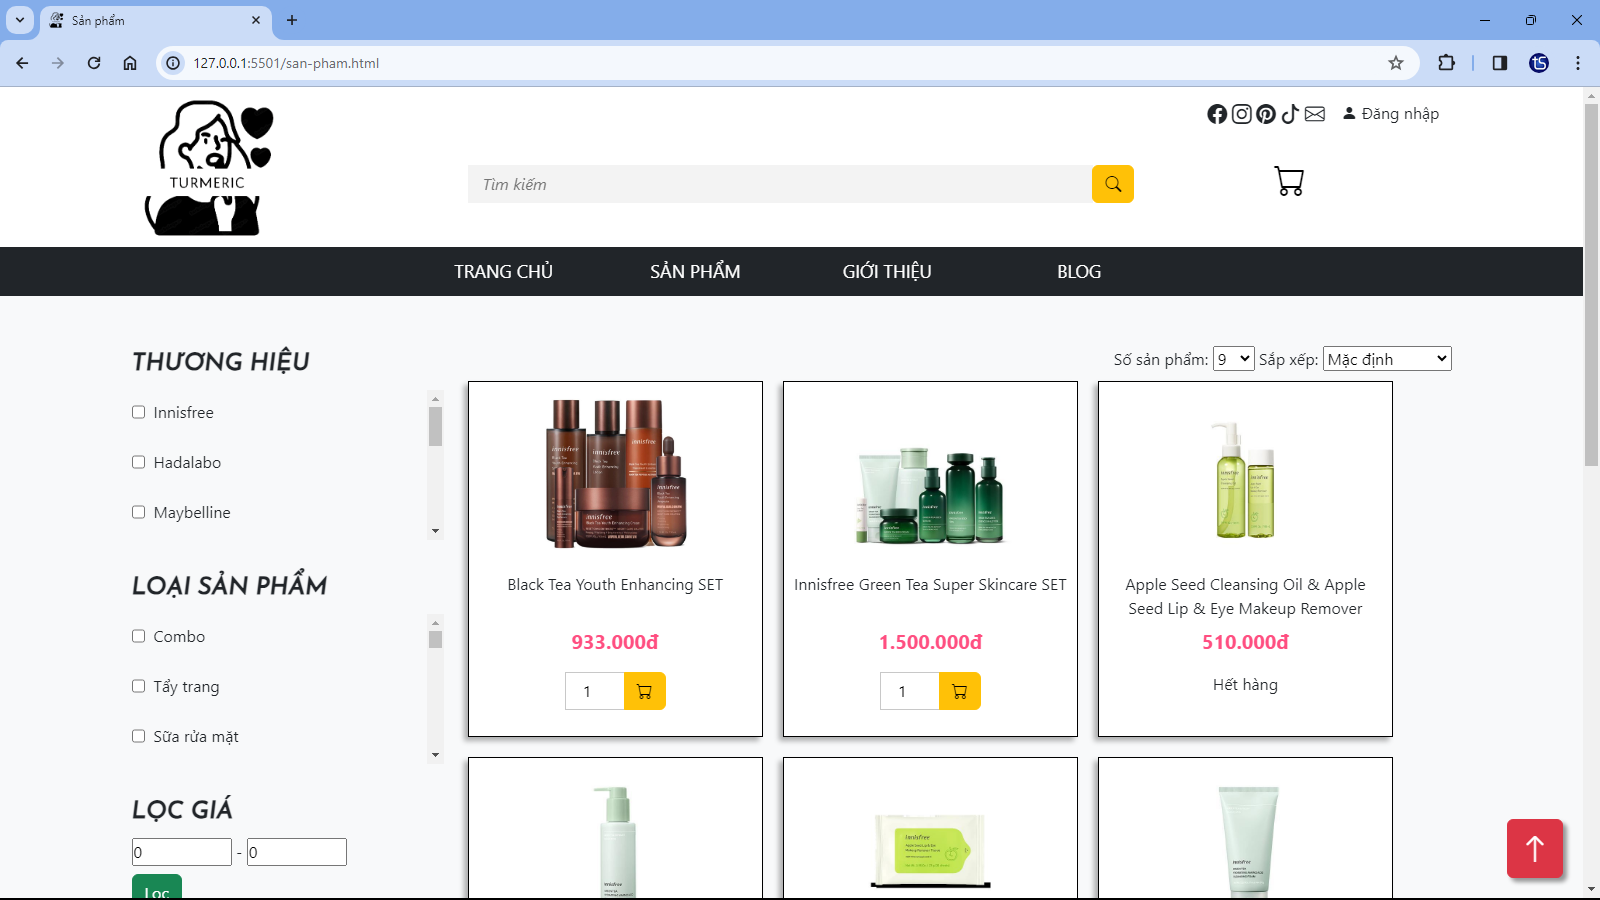 Sản phẩm
127.0.0.1:5501/san-pham.html
TURMERIC
Đăng nhập
Tìm kiếm
TRANG CHỦ
SẢN PHẨM
GIỚI THIỆU
BLOG
THƯƠNG HIỆU
Innisfree
Hadalabo
Maybelline
LOẠI SẢN PHẨM
Combo
Tẩy trang
Sữa rửa mặt
LỌC GIÁ
0 - 0
Lọc
Số sản phẩm: 9 Sắp xếp: Mặc định
Black Tea Youth Enhancing SET
933.000đ
1
Innisfree Green Tea Super Skincare SET
1.500.000đ
1
Apple Seed Cleansing Oil & Apple
Seed Lip & Eye Makeup Remover
510.000đ
Hết hàng